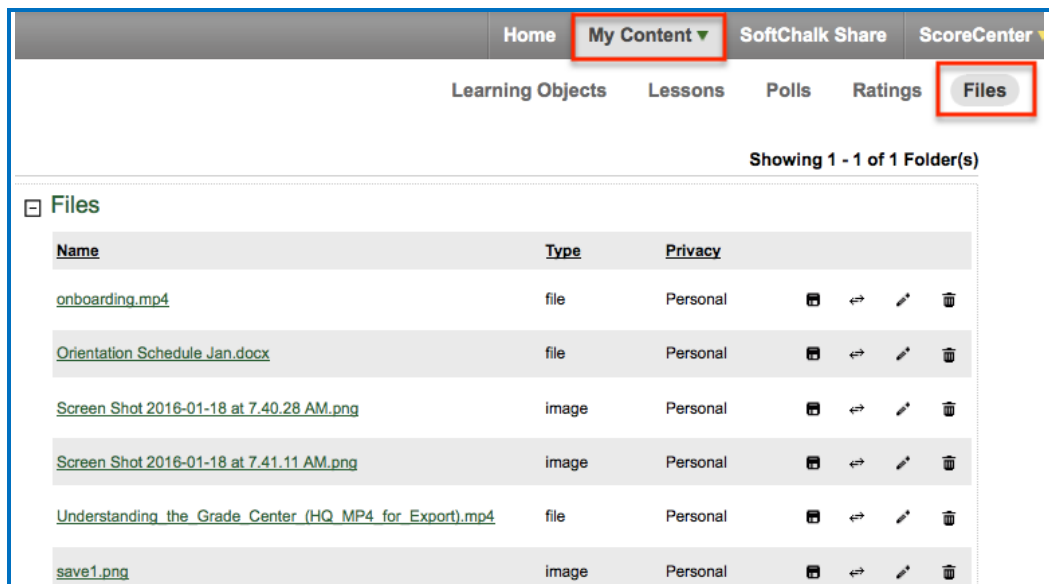 Home My Content ▼ SoftChalk Share ScoreCenter ▼
Learning Objects Lessons Polls Ratings Files
Showing 1 - 1 of 1 Folder(s)
Files
Name Type Privacy
onboarding.mp4 file Personal
Orientation Schedule Jan.docx file Personal
Screen Shot 2016-01-18 at 7.40.28 AM.png image Personal
Screen Shot 2016-01-18 at 7.41.11 AM.png image Personal
Understanding_the_Grade_Center_(HQ_MP4_for_Export).mp4 file Personal
save1.png image Personal